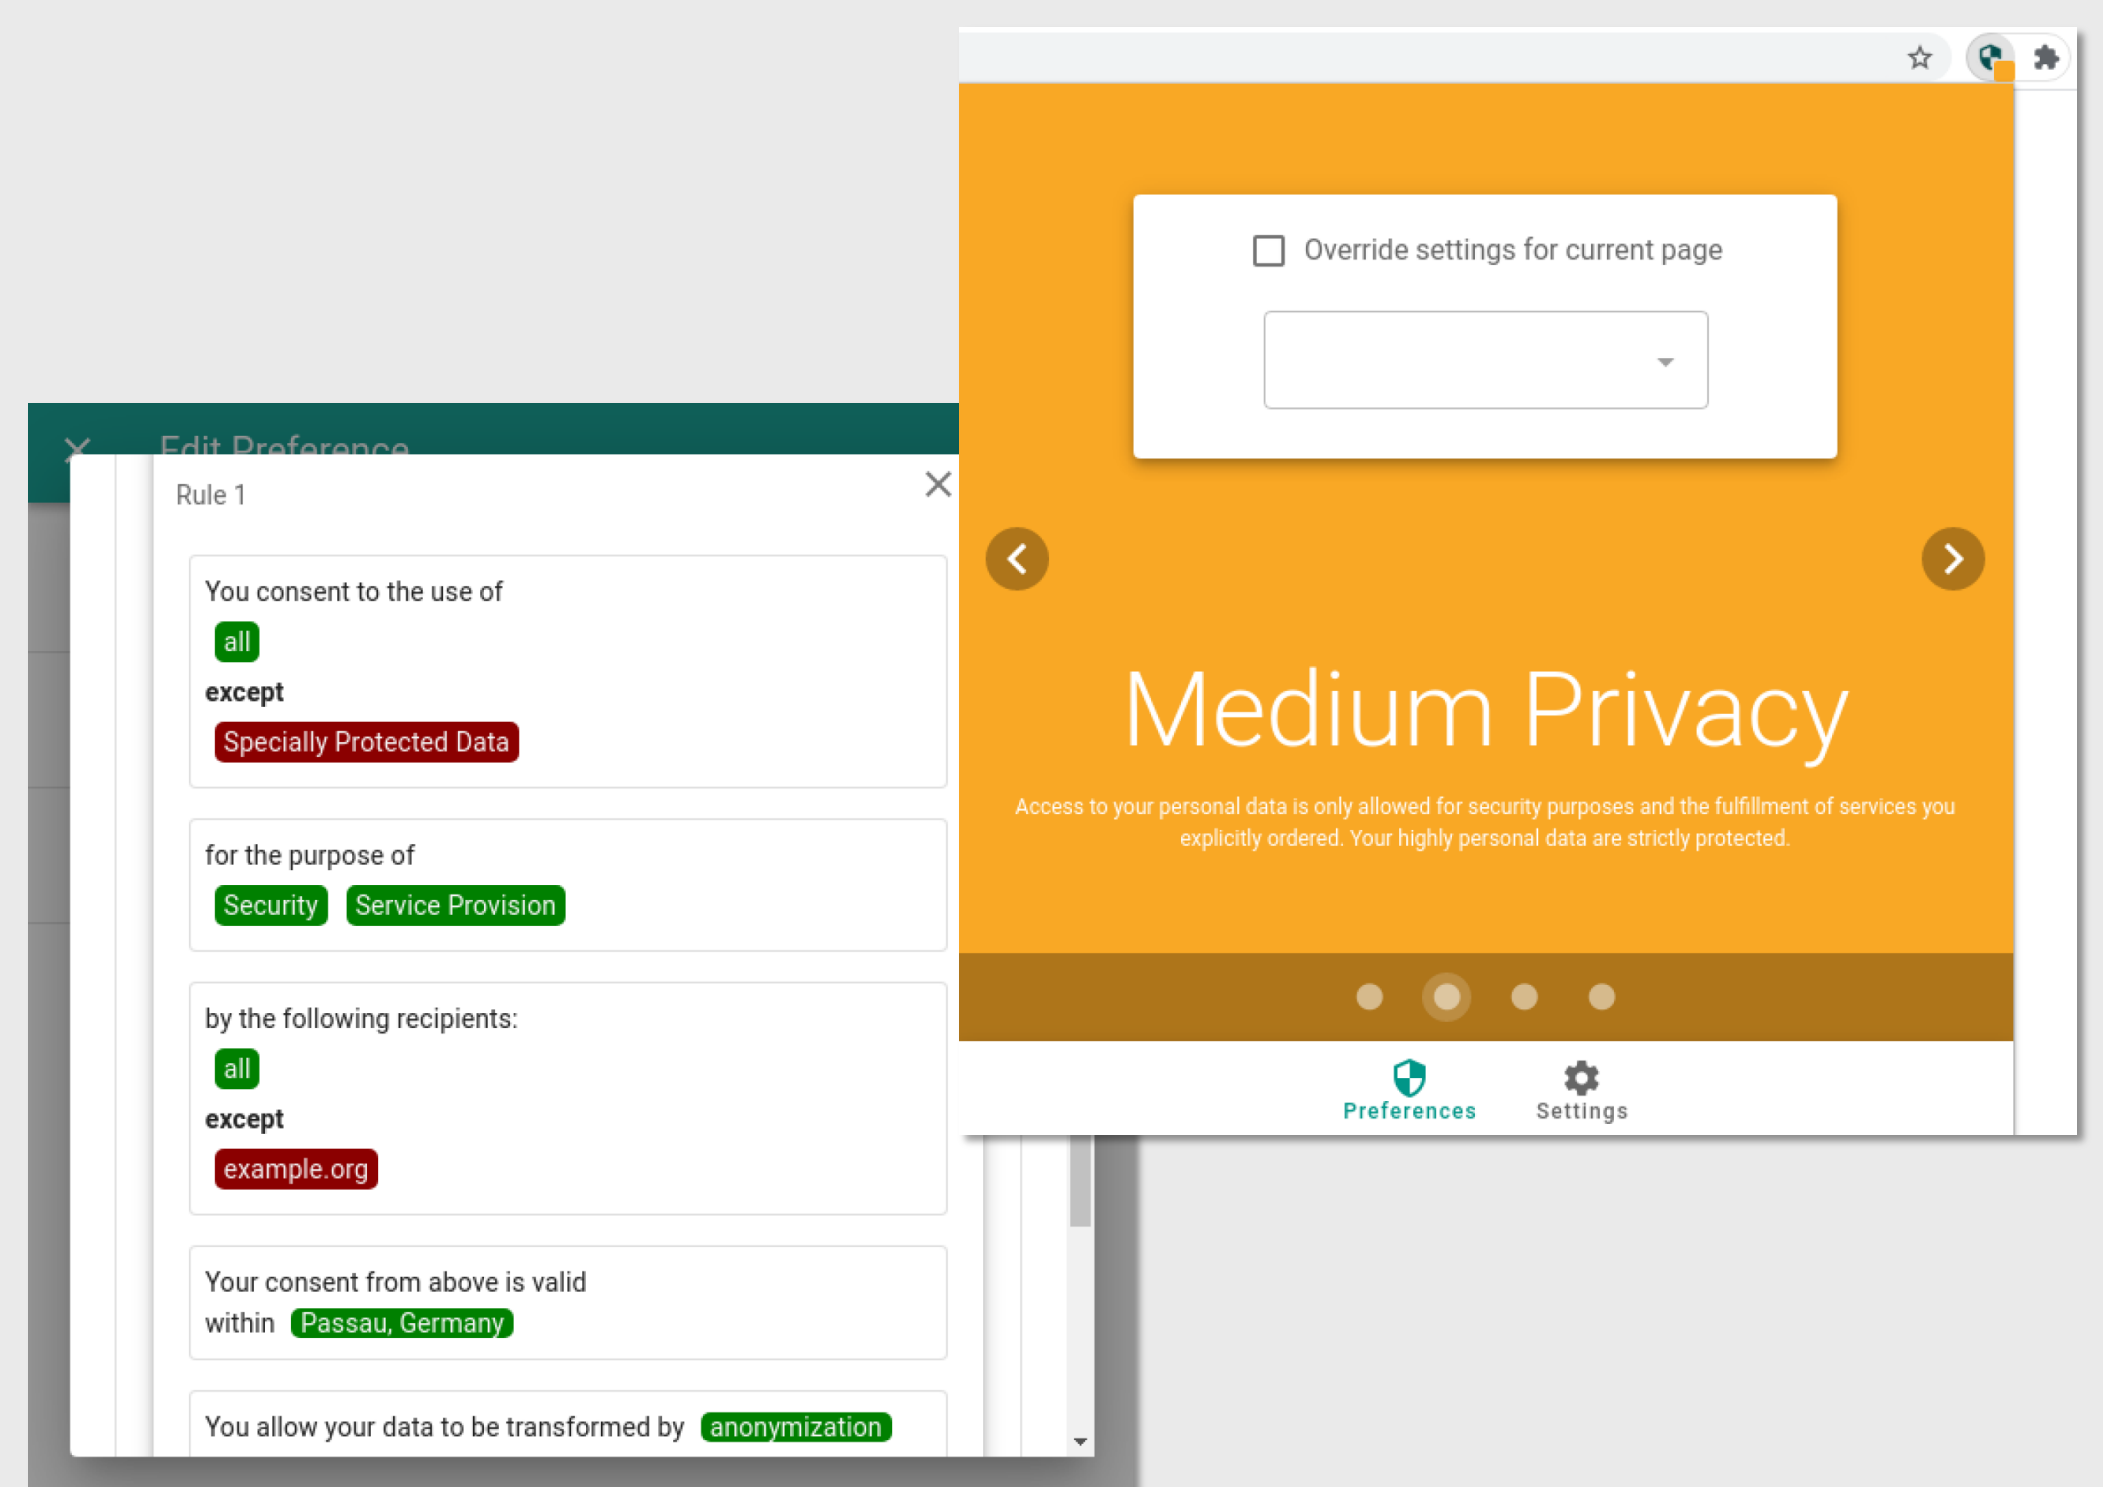 Edit Preference
Rule 1
You consent to the use of
all
except
Specially Protected Data
for the purpose of
Security Service Provision
by the following recipients:
all
except
example.org
Your consent from above is valid
within Passau, Germany
You allow your data to be transformed by anonymization
Override settings for current page
Medium Privacy
Access to your personal data is only allowed for security purposes and the fulfillment of services you
explicitly ordered. Your highly personal data are strictly protected.
Preferences Settings